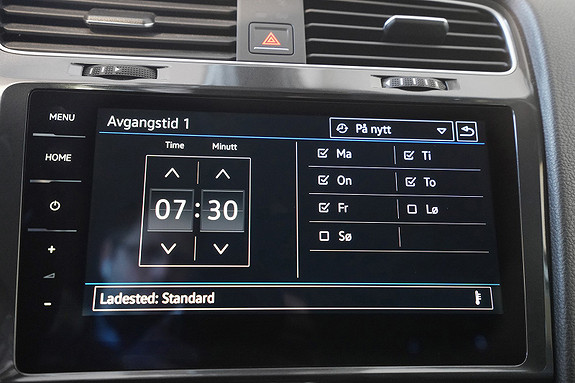 MENU
HOME
Avgangstid 1
På nytt
Time Minutt
07:30
Ma Ti
On To
Fr Lø
Sø
Ladested: Standard
+
-